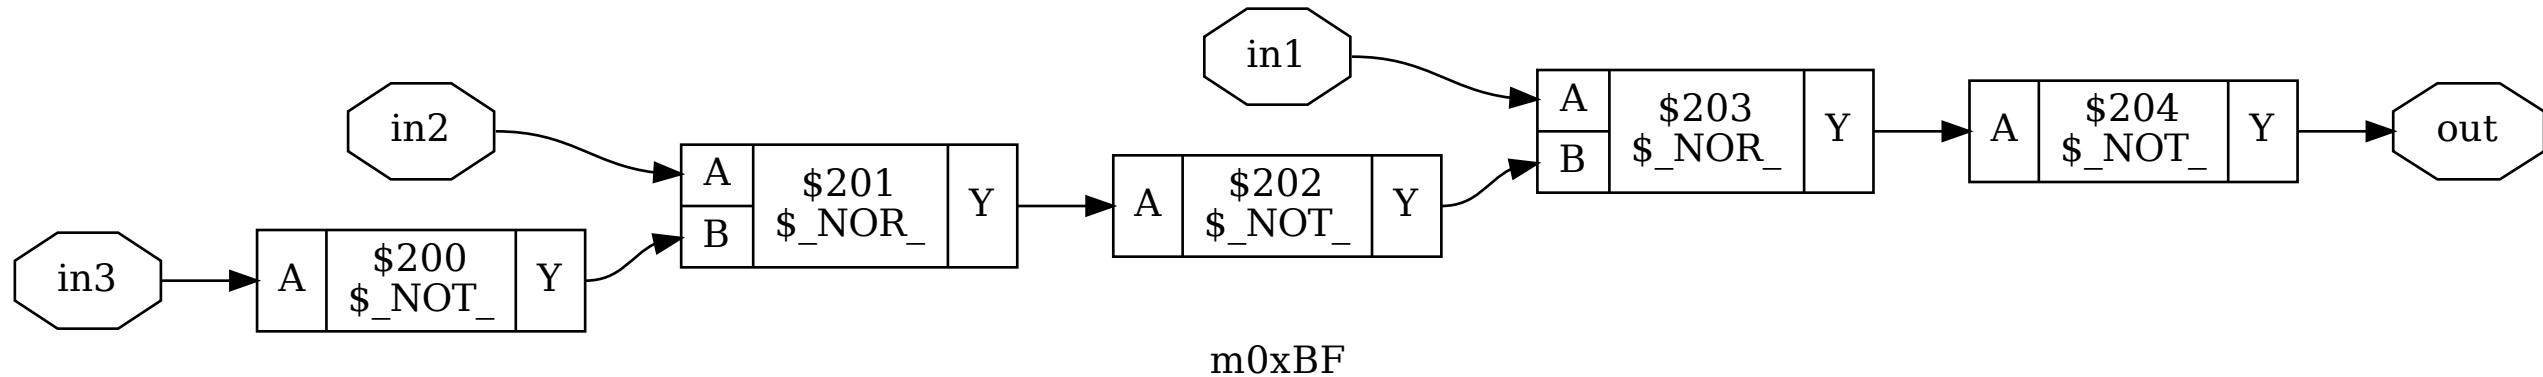 in1
in2
in3
A
$200
$_NOT_
Y
A
B
$201
$_NOR_
Y
A
$202
$_NOT_
Y
A
B
$203
$_NOR_
Y
A
$204
$_NOT_
Y
out
m0xBF